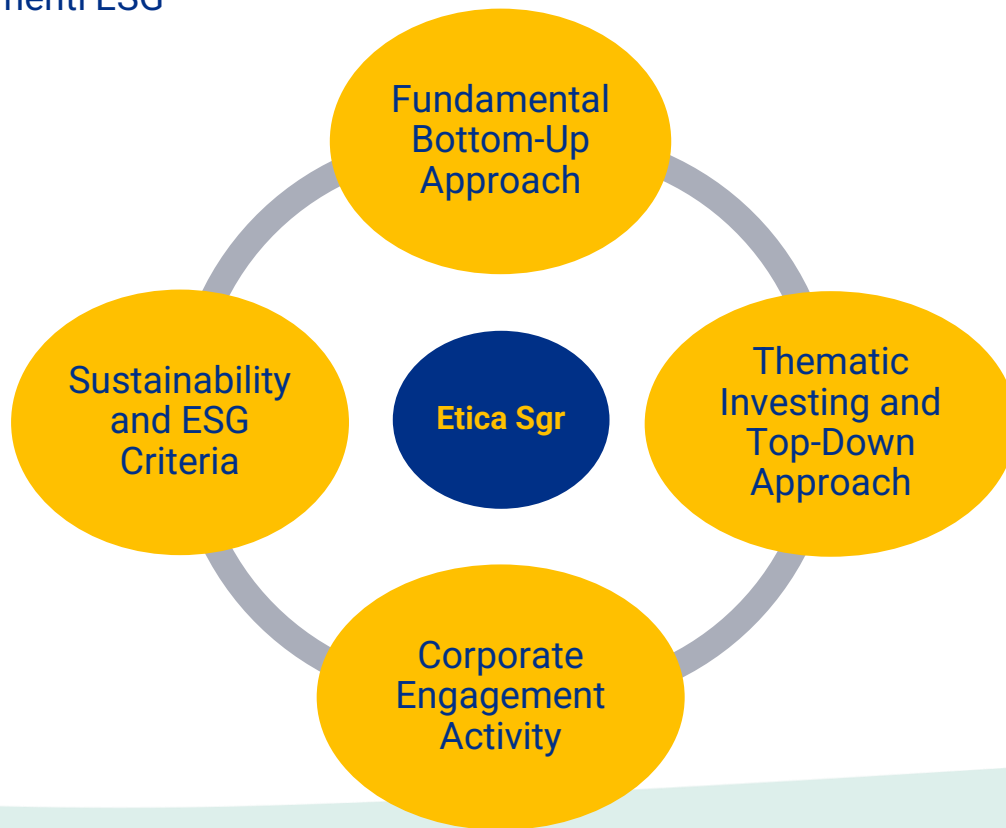 ESG
Fundamental
Bottom-Up
Approach
Thematic
Investing and
Top-Down
Approach
Sustainability
and ESG
Criteria
Etica Sgr
Corporate
Engagement
Activity